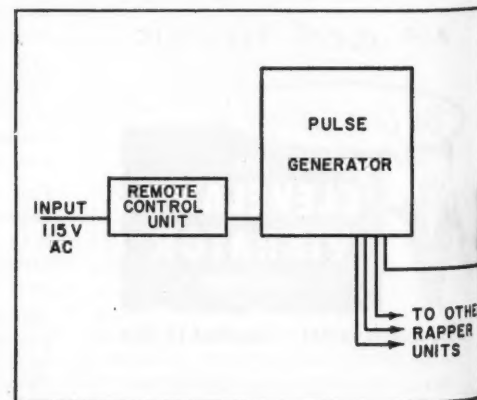 PULSE
GENERATOR
REMOTE
CONTROL
UNIT
INPUT
115 V
AC
TO OTHE
RAPPER
UNITS